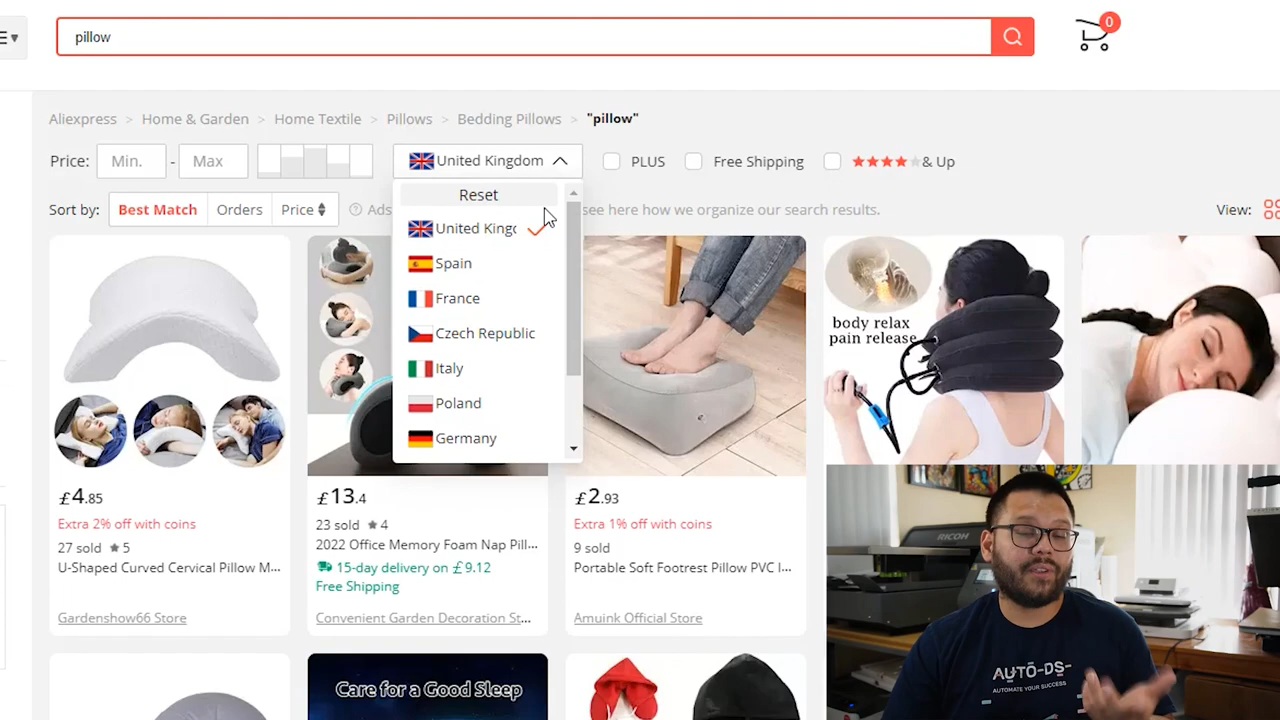 pillow
0
Aliexpress > Home & Garden > Home Textile > Pillows > Bedding Pillows > "pillow"
Price: Min. - Max United Kingdom PLUS Free Shipping & Up
Sort by: Best Match Orders Price Ads see here how we organize our search results. View:
Reset
United Kingd
Spain
France
Czech Republic
Italy
Poland
Germany
body relax
pain release
£4.85
Extra 2% off with coins
27 sold ★5
U-Shaped Curved Cervical Pillow M...
Gardenshow66 Store
£13.4
23 sold ★4
2022 Office Memory Foam Nap Pill...
15-day delivery on £9.12
Free Shipping
Convenient Garden Decoration St...
£2.93
Extra 1% off with coins
9 sold
Portable Soft Footrest Pillow PVC I...
Amuink Official Store
Care for a Good Sleep
RICOH
AUTO-DS-
AUTOMATE YOUR SUCCESS